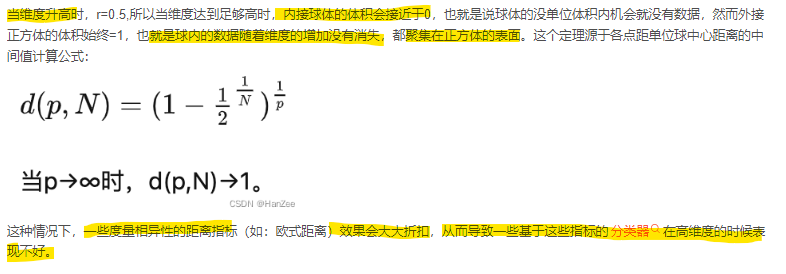 当维度升高时，r=0.5,所以当维度达到足够高时，内接球体的体积会接近于0，也就是说球体的没单位体积内机会就没有数据，然而外接
正方体的体积始终=1，也就是球内的数据随着维度的增加没有消失，都聚集在正方体的表面。这个定理源于各点距单位球中心距离的中
间值计算公式：
d(p, N) = (1 − 1/2^{1/N})^{1/p}
当p→∞时，d(p,N)→1。
CSDN @HanZee
这种情况下，一些度量相异性的距离指标（如：欧式距离）效果会大大折扣，从而导致一些基于这些指标的分类器在高维度的时候表
现不好。